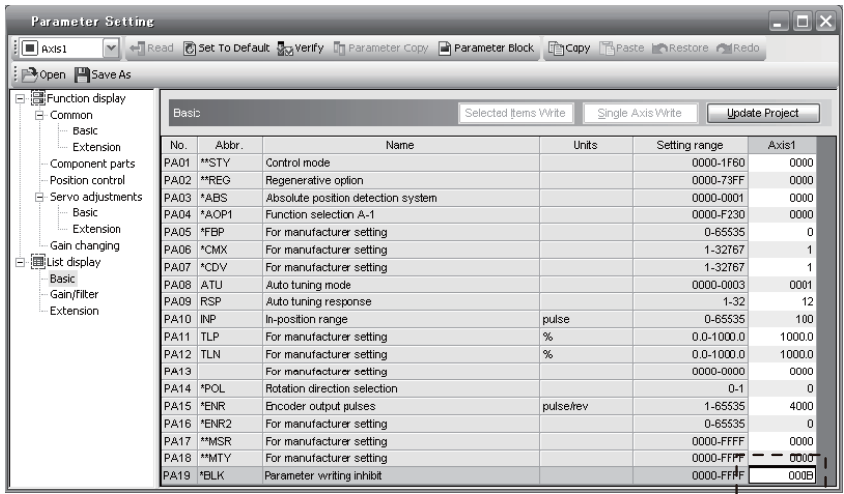 Parameter Setting
Axis1 Read Set To Default Verify Parameter Copy Parameter Block Copy Paste Restore Redo
Open Save As
Function display
Common
Basic
Extension
Component parts
Position control
Servo adjustments
Basic
Extension
Gain changing
List display
Basic
Gain/filter
Extension
Basic Selected Items Write Single Axis Write Update Project
No. Abbr. Name Units Setting range Axis1
PA01 **STY Control mode 0000-1F60 0000
PA02 **REG Regenerative option 0000-73FF 0000
PA03 *ABS Absolute position detection system 0000-0001 0000
PA04 *AOP1 Function selection A-1 0000-F230 0000
PA05 *FBP For manufacturer setting 0-65535 0
PA06 *CMX For manufacturer setting 1-32767 1
PA07 *CDV For manufacturer setting 1-32767 1
PA08 ATU Auto tuning mode 0000-0003 0001
PA09 RSP Auto tuning response 1-32 12
PA10 INP In-position range pulse 0-65535 100
PA11 TLP For manufacturer setting % 0.0-1000.0 1000.0
PA12 TLN For manufacturer setting % 0.0-1000.0 1000.0
PA13 For manufacturer setting 0000-0000 0000
PA14 *POL Rotation direction selection 0-1 0
PA15 *ENR Encoder output pulses pulse/rev 1-65535 4000
PA16 *ENR2 For manufacturer setting 0-65535 0
PA17 **MSR For manufacturer setting 0000-FFFF 0000
PA18 **MTY For manufacturer setting 0000-FFFF 0000
PA19 *BLK Parameter writing inhibit 0000-FFFF 000B